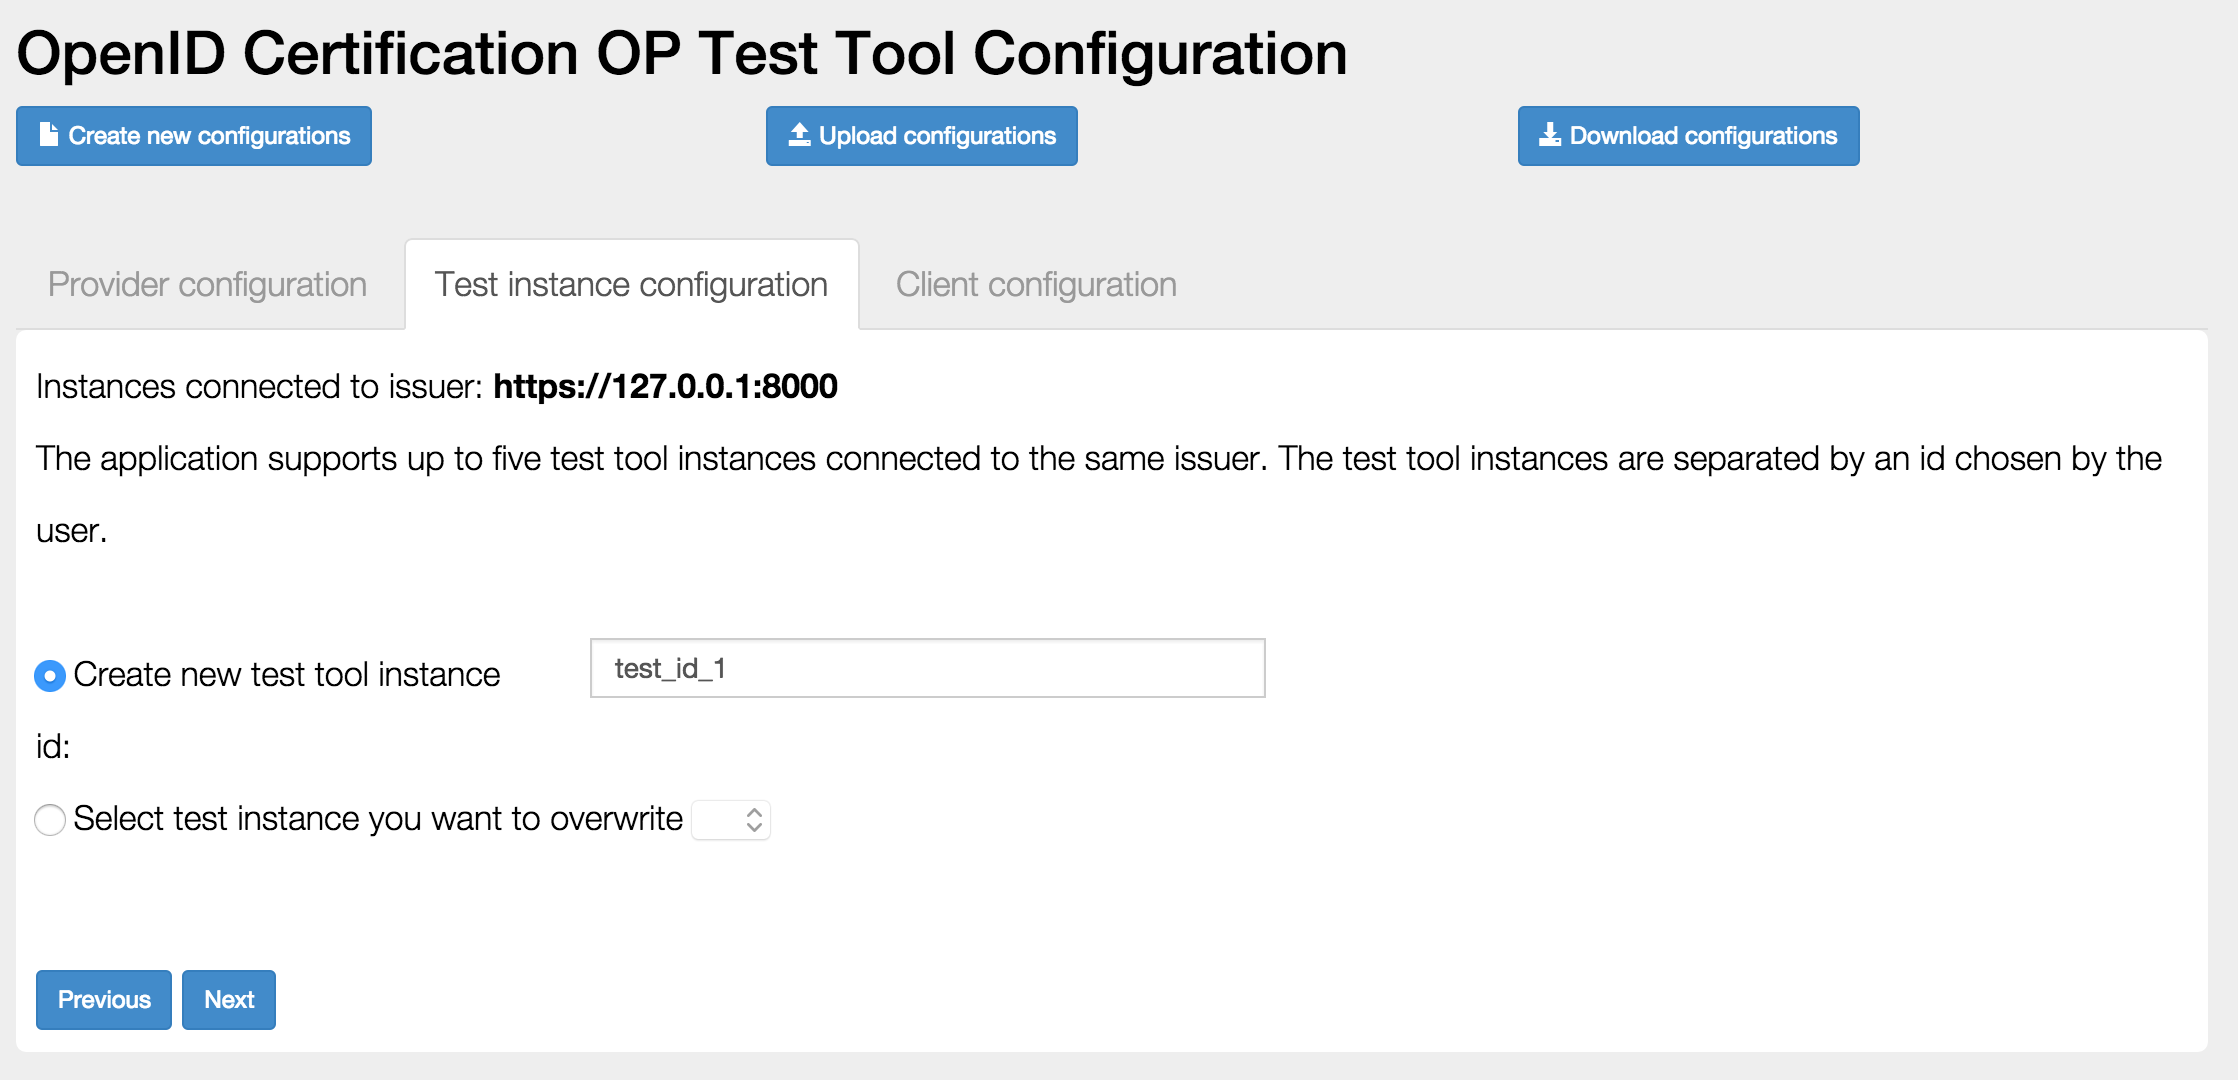 OpenID Certification OP Test Tool Configuration
Create new configurations
Upload configurations
Download configurations
Provider configuration
Test instance configuration
Client configuration
Instances connected to issuer: https://127.0.0.1:8000
The application supports up to five test tool instances connected to the same issuer. The test tool instances are separated by an id chosen by the
user.
Create new test tool instance
id:
test_id_1
Select test instance you want to overwrite
Previous
Next